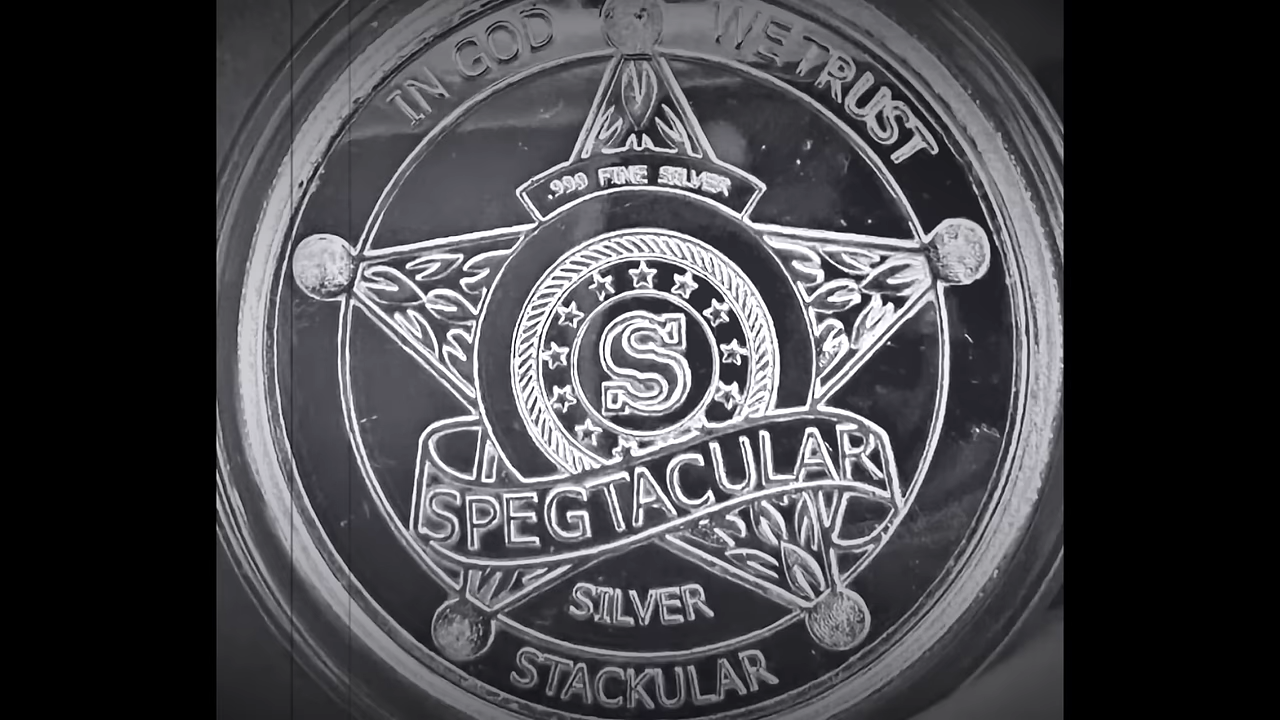 IN GOD WE TRUST
.999 FINE SILVER
S
SPEGTACULAR
SILVER
STACKULAR